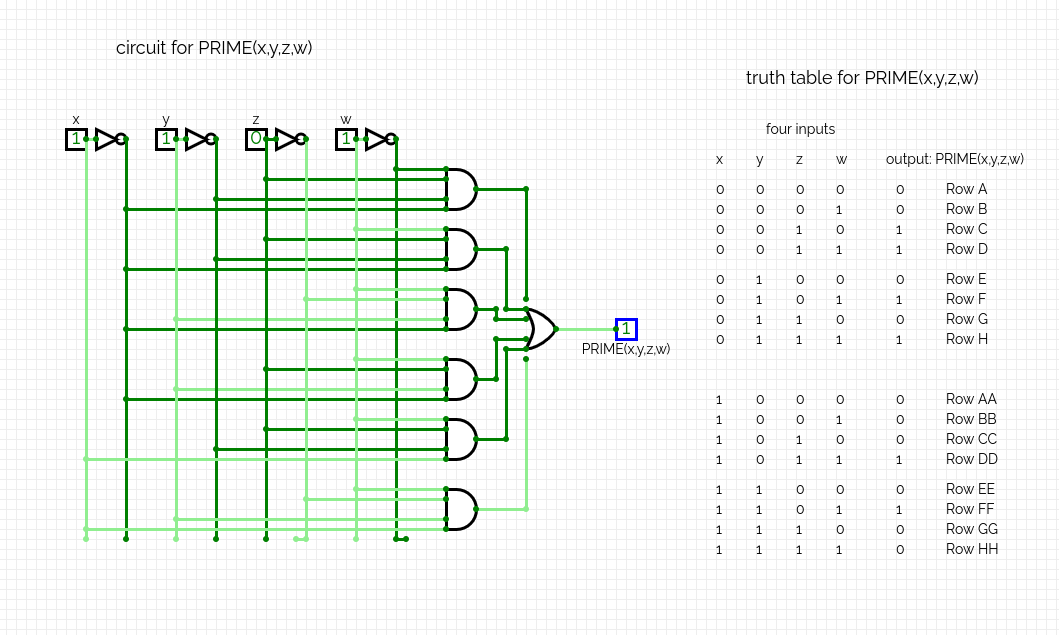 circuit for PRIME(x,y,z,w)
truth table for PRIME(x,y,z,w)
x y z w
1 1 0 1
1
PRIME(x,y,z,w)
four inputs
x y z w output: PRIME(x,y,z,w)
0 0 0 0 0 Row A
0 0 0 1 0 Row B
0 0 1 0 1 Row C
0 0 1 1 1 Row D
0 1 0 0 0 Row E
0 1 0 1 1 Row F
0 1 1 0 0 Row G
0 1 1 1 1 Row H
1 0 0 0 0 Row AA
1 0 0 1 0 Row BB
1 0 1 0 0 Row CC
1 0 1 1 1 Row DD
1 1 0 0 0 Row EE
1 1 0 1 1 Row FF
1 1 1 0 0 Row GG
1 1 1 1 0 Row HH